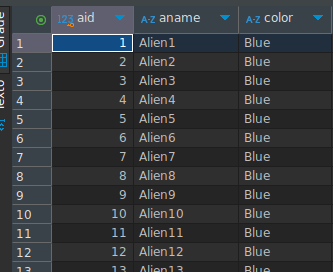 Grade
Texto
123 aid A-Z aname A-Z color
1 1 Alien1 Blue
2 2 Alien2 Blue
3 3 Alien3 Blue
4 4 Alien4 Blue
5 5 Alien5 Blue
6 6 Alien6 Blue
7 7 Alien7 Blue
8 8 Alien8 Blue
9 9 Alien9 Blue
10 10 Alien10 Blue
11 11 Alien11 Blue
12 12 Alien12 Blue
13 13 Alien13 Blue